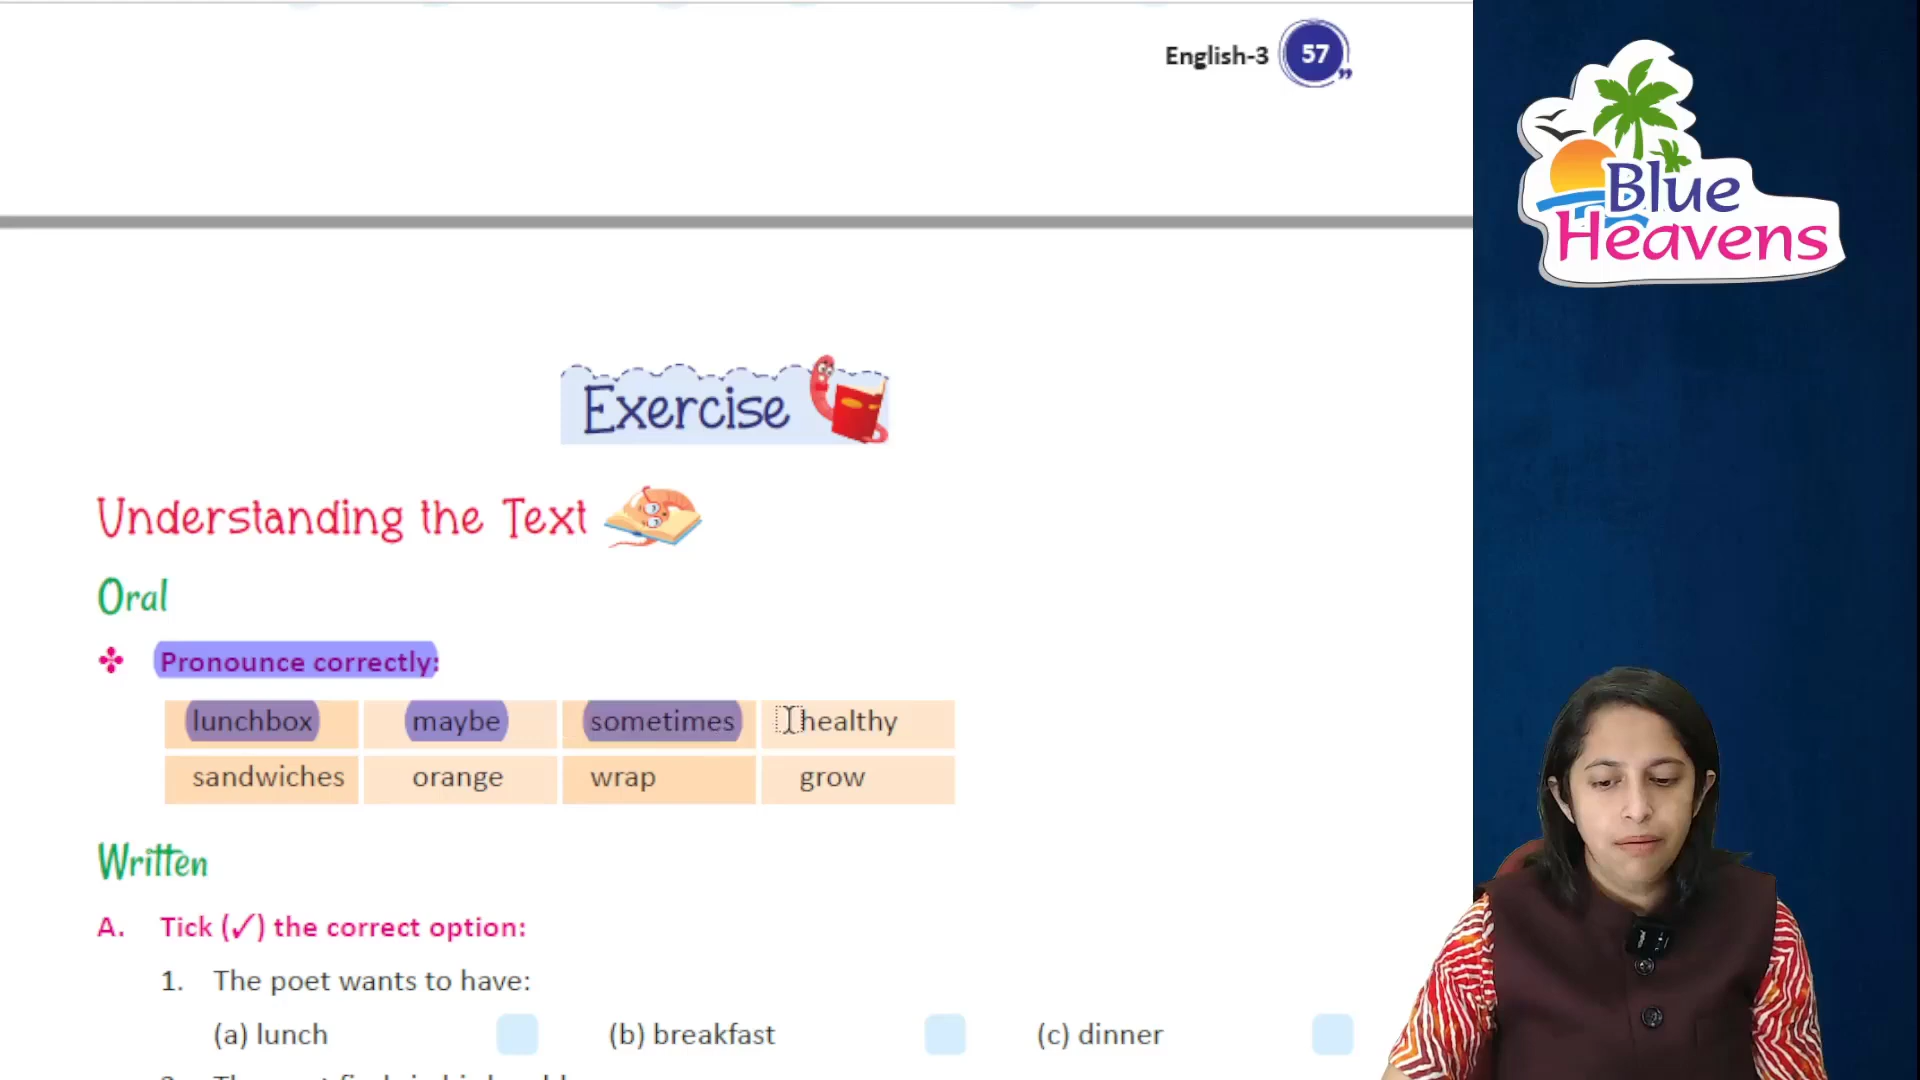 English-3 57
Blue
Heavens
Exercise
Understanding the Text
Oral
Pronounce correctly:
lunchbox maybe sometimes healthy
sandwiches orange wrap grow
Written
A. Tick (✓) the correct option:
1. The poet wants to have:
(a) lunch (b) breakfast (c) dinner